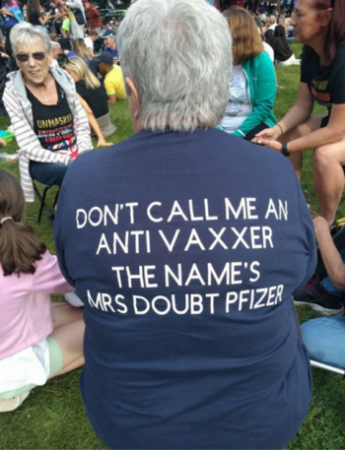 DON'T CALL ME AN
ANTI VAXXER
THE NAME'S
MRS DOUBT PFIZER